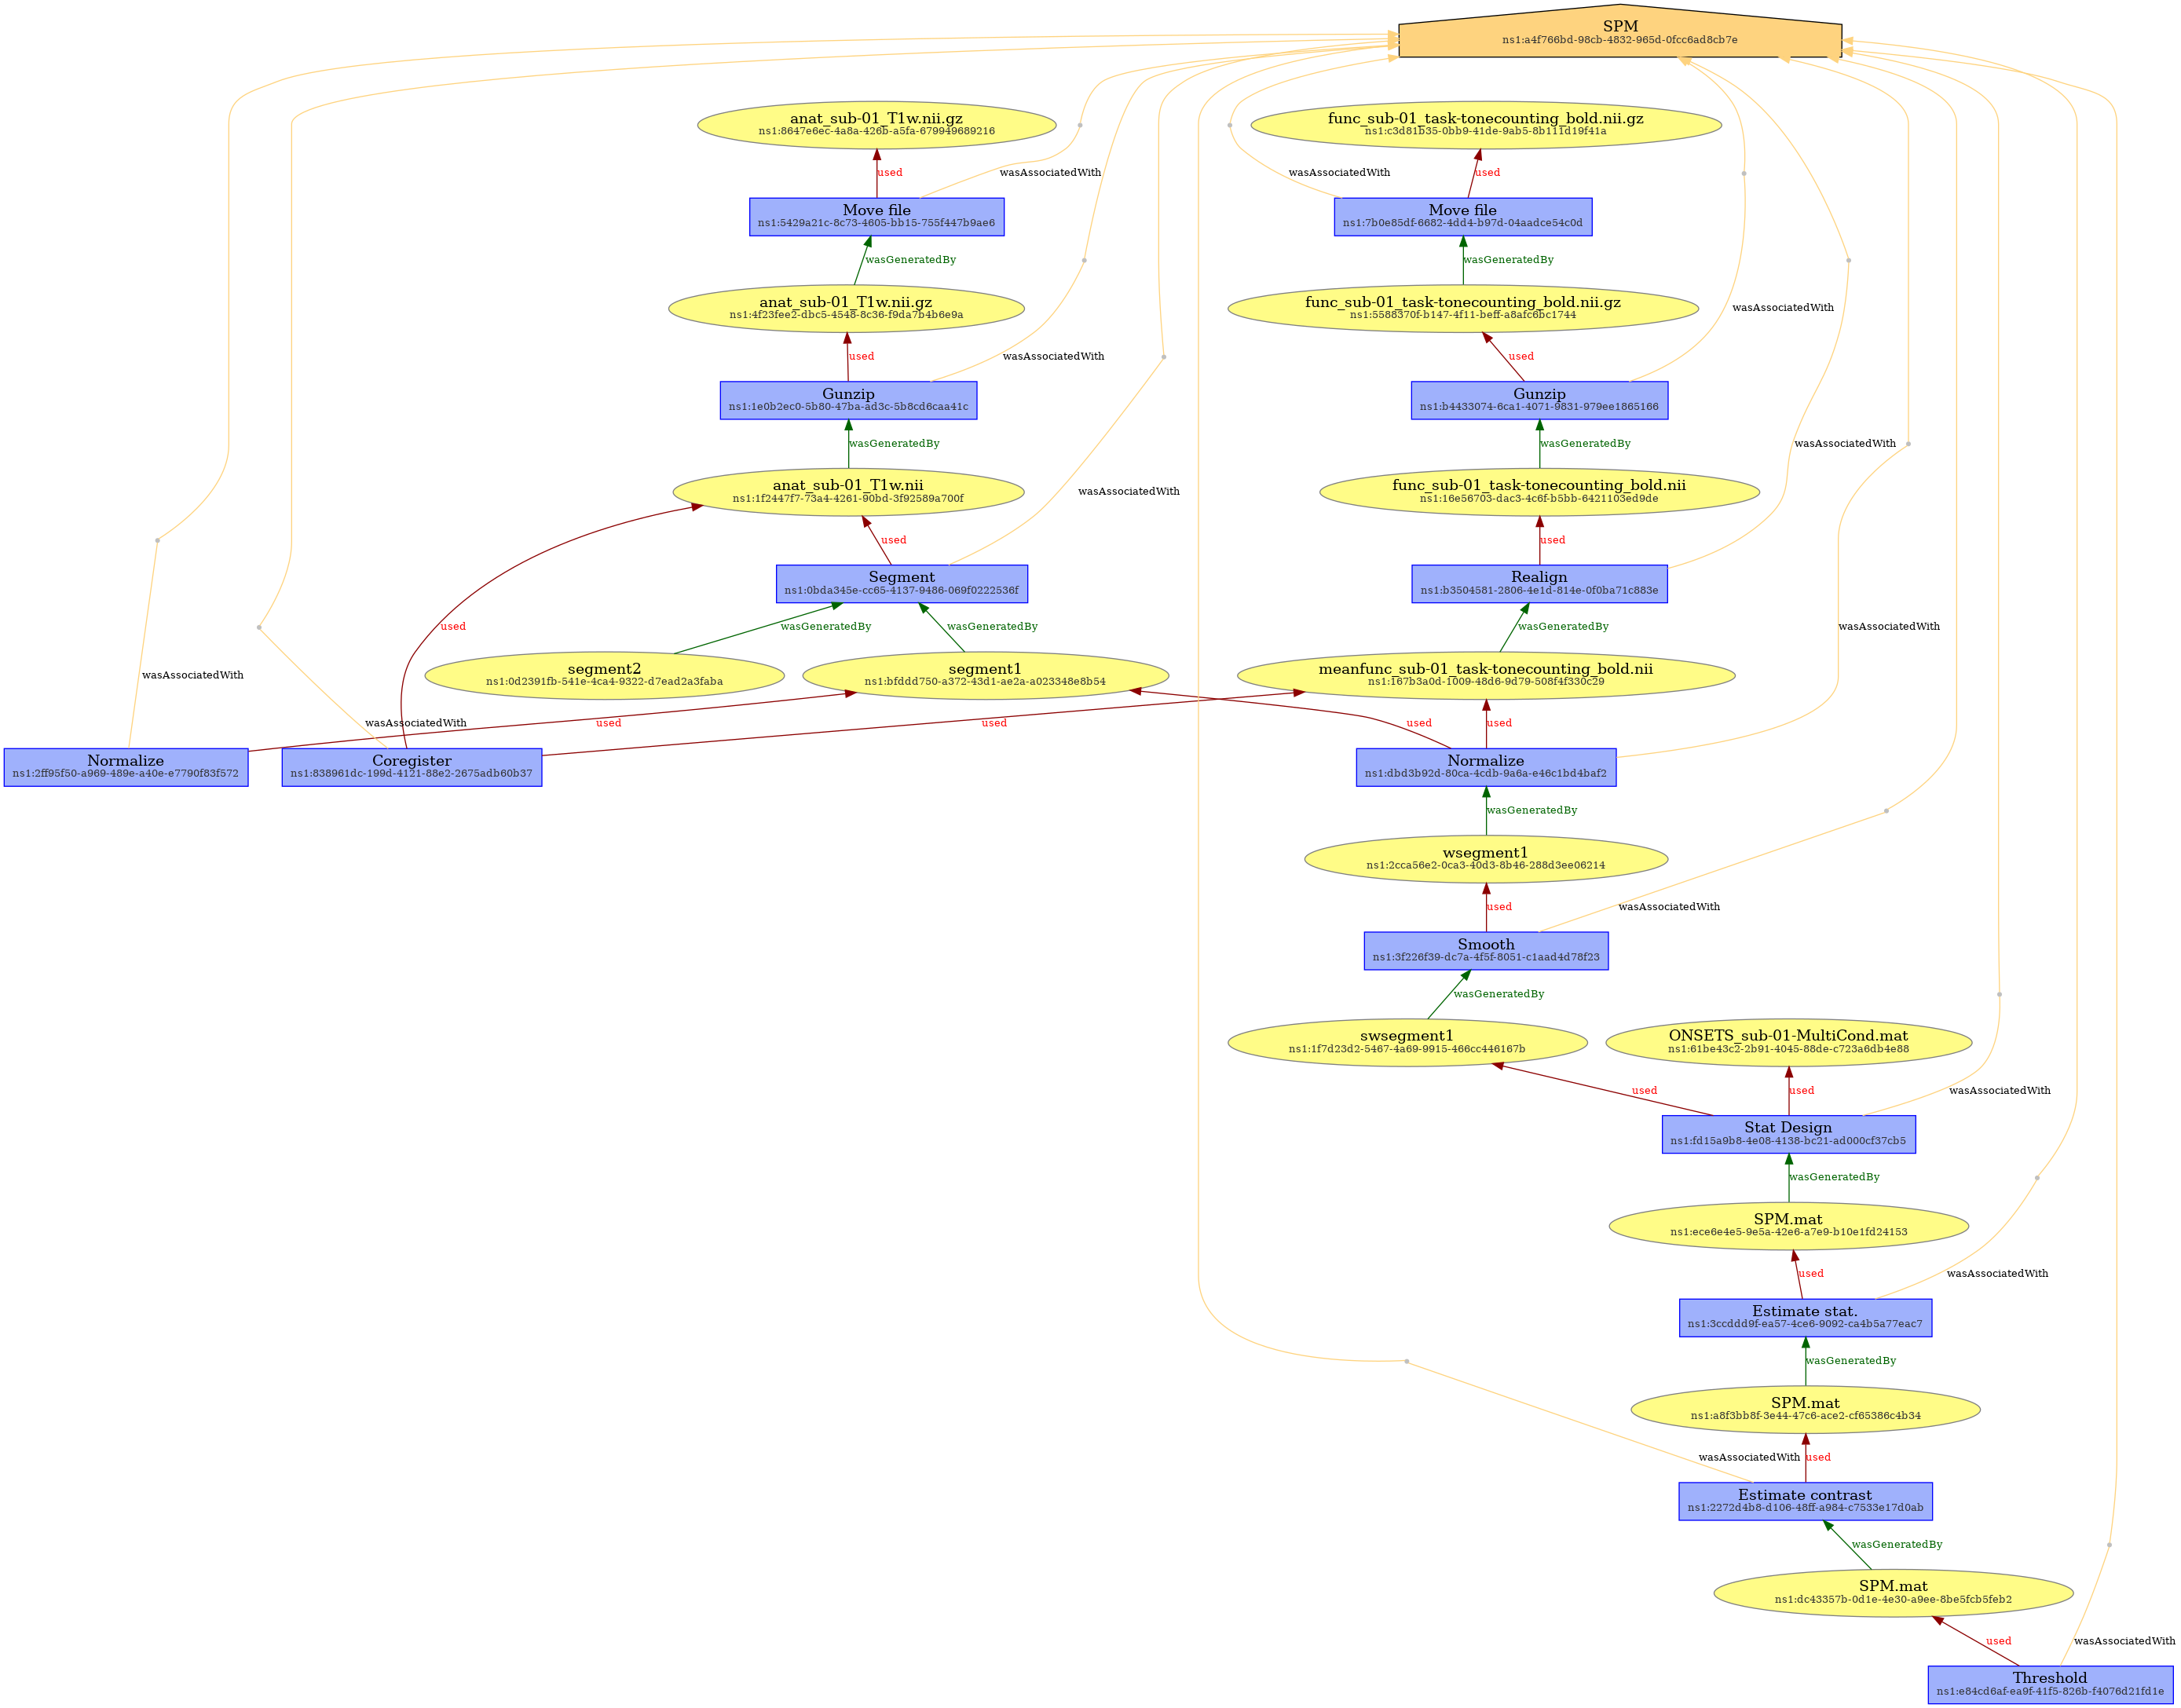 SPM
ns1:a4f766bd-98cb-4832-965d-0fcc6ad8cb7e
anat_sub-01_T1w.nii.gz
ns1:8647e6ec-4a8a-426b-a5fa-679949689216
func_sub-01_task-tonecounting_bold.nii.gz
ns1:c3d81b35-0bb9-41de-9ab5-8b111d19f41a
used
wasAssociatedWith
wasAssociatedWith
used
Move file
ns1:5429a21c-8c73-4605-bb15-755f447b9ae6
Move file
ns1:7b0e85df-6682-4dd4-b97d-04aadce54c0d
wasGeneratedBy
wasGeneratedBy
anat_sub-01_T1w.nii.gz
ns1:4f23fee2-dbc5-4548-8c36-f9da7b4b6e9a
func_sub-01_task-tonecounting_bold.nii.gz
ns1:5588370f-b147-4f11-beff-a8afc6bc1744
wasAssociatedWith
used
wasAssociatedWith
used
Gunzip
ns1:1e0b2ec0-5b80-47ba-ad3c-5b8cd6caa41c
Gunzip
ns1:b4433074-6ca1-4071-9831-979ee1865166
wasGeneratedBy
wasGeneratedBy
wasAssociatedWith
anat_sub-01_T1w.nii
ns1:1f2447f7-73a4-4261-90bd-3f92589a700f
wasAssociatedWith
func_sub-01_task-tonecounting_bold.nii
ns1:16e56703-dac3-4c6f-b5bb-6421103ed9de
used
used
Segment
ns1:0bda345e-cc65-4137-9486-069f0222536f
Realign
ns1:b3504581-2806-4e1d-814e-0f0ba71c883e
used
wasGeneratedBy
wasGeneratedBy
wasGeneratedBy
wasAssociatedWith
wasAssociatedWith
segment2
ns1:0d2391fb-541e-4ca4-9322-d7ead2a3faba
segment1
ns1:bfddd750-a372-43d1-ae2a-a023348e8b54
meanfunc_sub-01_task-tonecounting_bold.nii
ns1:167b3a0d-1009-48d6-9d79-508f4f330c29
wasAssociatedWith
used
used
used
used
Normalize
ns1:2ff95f50-a969-489e-a40e-e7790f83f572
Coregister
ns1:838961dc-199d-4121-88e2-2675adb60b37
Normalize
ns1:dbd3b92d-80ca-4cdb-9a6a-e46c1bd4baf2
wasGeneratedBy
wsegment1
ns1:2cca56e2-0ca3-40d3-8b46-288d3ee06214
used
wasAssociatedWith
Smooth
ns1:3f226f39-dc7a-4f5f-8051-c1aad4d78f23
wasGeneratedBy
swsegment1
ns1:1f7d23d2-5467-4a69-9915-466cc446167b
ONSETS_sub-01-MultiCond.mat
ns1:61be43c2-2b91-4045-88de-c723a6db4e88
used
used
wasAssociatedWith
Stat Design
ns1:fd15a9b8-4e08-4138-bc21-ad000cf37cb5
wasGeneratedBy
SPM.mat
ns1:ece6e4e5-9e5a-42e6-a7e9-b10e1fd24153
used
wasAssociatedWith
Estimate stat.
ns1:3ccddd9f-ea57-4ce6-9092-ca4b5a77eac7
wasGeneratedBy
SPM.mat
ns1:a8f3bb8f-3e44-47c6-ace2-cf65386c4b34
wasAssociatedWith
used
Estimate contrast
ns1:2272d4b8-d106-48ff-a984-c7533e17d0ab
wasGeneratedBy
SPM.mat
ns1:dc43357b-0d1e-4e30-a9ee-8be5fcb5feb2
used
wasAssociatedWith
Threshold
ns1:e84cd6af-ea9f-41f5-826b-f4076d21fd1e